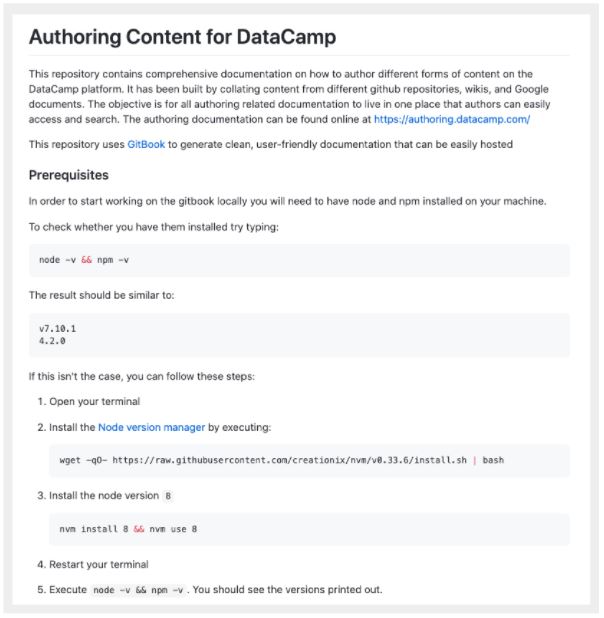 Authoring Content for DataCamp
This repository contains comprehensive documentation on how to author different forms of content on the
DataCamp platform. It has been built by collating content from different github repositories, wikis, and Google
documents. The objective is for all authoring related documentation to live in one place that authors can easily
access and search. The authoring documentation can be found online at https://authoring.datacamp.com/
This repository uses GitBook to generate clean, user-friendly documentation that can be easily hosted
Prerequisites
In order to start working on the gitbook locally you will need to have node and npm installed on your machine.
To check whether you have them installed try typing:
node -v && npm -v
The result should be similar to:
v7.10.1
4.2.0
If this isn't the case, you can follow these steps:
1. Open your terminal
2. Install the Node version manager by executing:
wget -qO- https://raw.githubusercontent.com/creationix/nvm/v0.33.6/install.sh | bash
3. Install the node version 8
nvm install 8 && nvm use 8
4. Restart your terminal
5. Execute node -v && npm -v . You should see the versions printed out.